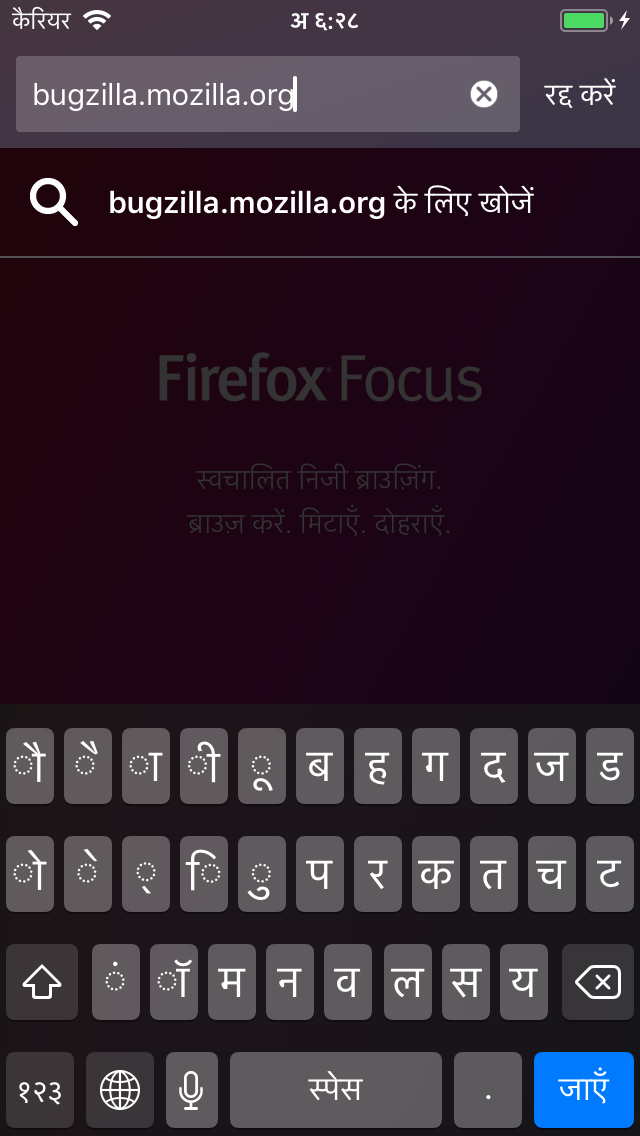 कैरियर अ ६:२८
bugzilla.mozilla.org रद्द करें
bugzilla.mozilla.org के लिए खोजें
Firefox Focus
स्वचालित निजी ब्राउज़िंग.
ब्राउज़ करें. मिटाएँ. दोहराएँ.
ौ ै ा ी ू ब ह ग द ज ड
ो े ् ि ु प र क त च ट
ं ॉ म न व ल स य
१२३ स्पेस . जाएँ